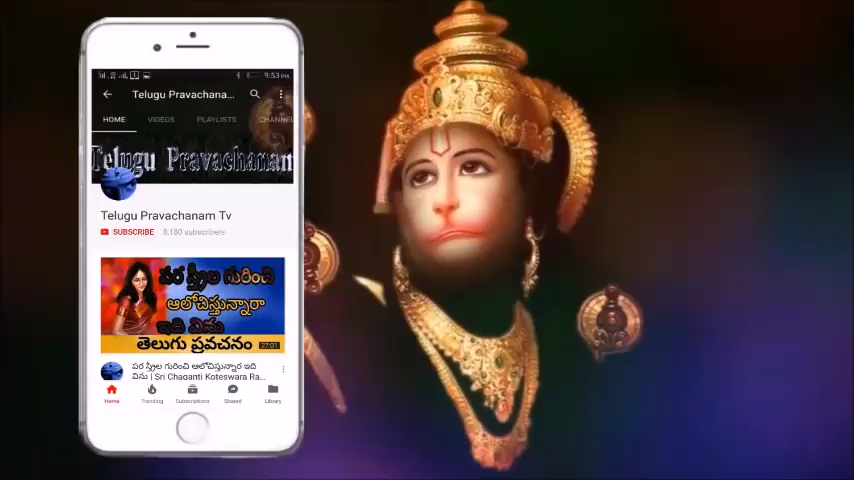 9:53 PM
Telugu Pravachana...
HOME VIDEOS PLAYLISTS CHANNEL
Telugu Pravachanam
Telugu Pravachanam Tv
SUBSCRIBE 8,180 subscribers
పర స్త్రీల గురించి
ఆలోచిస్తున్నారా
ఇది విను
తెలుగు ప్రవచనం 27:01
పర స్త్రీల గురించి ఆలోచిస్తున్నార ఇది
విను | Sri Chaganti Koteswara Ra...
Home Trending Subscriptions Shared Library